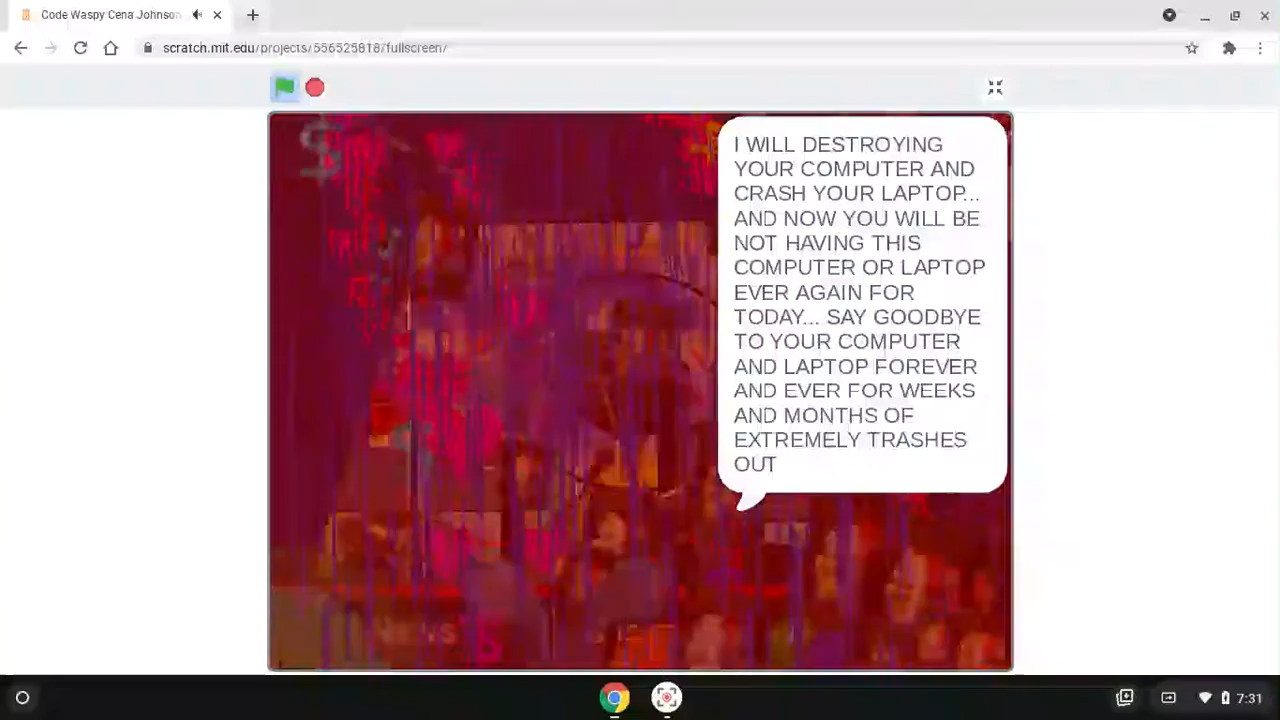 Code Waspy Cena Johnson
scratch.mit.edu/projects/556525818/fullscreen/
$
I WILL DESTROYING
YOUR COMPUTER AND
CRASH YOUR LAPTOP...
AND NOW YOU WILL BE
NOT HAVING THIS
COMPUTER OR LAPTOP
EVER AGAIN FOR
TODAY... SAY GOODBYE
TO YOUR COMPUTER
AND LAPTOP FOREVER
AND EVER FOR WEEKS
AND MONTHS OF
EXTREMELY TRASHES
OUT
News
7:31